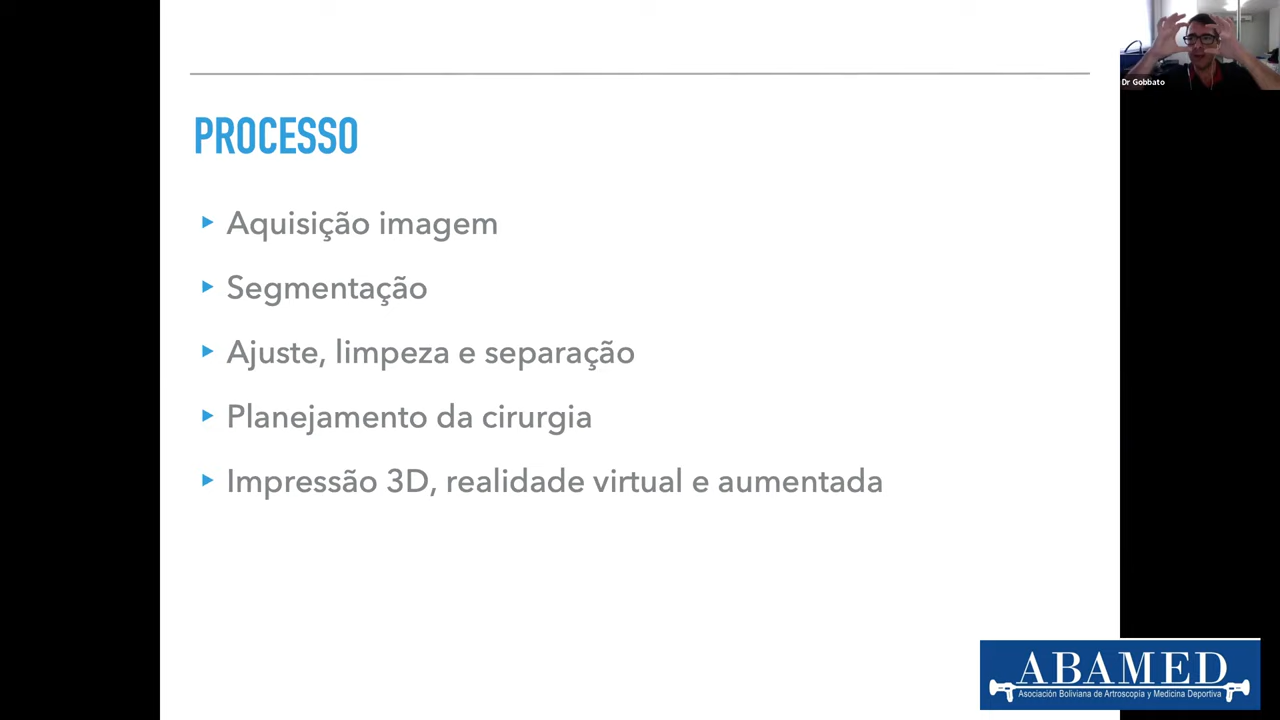 Dr Gobbato
PROCESSO
Aquisição imagem
Segmentação
Ajuste, limpeza e separação
Planejamento da cirurgia
Impressão 3D, realidade virtual e aumentada
ABAMED
Asociación Boliviana de Artroscopía y Medicina Deportiva